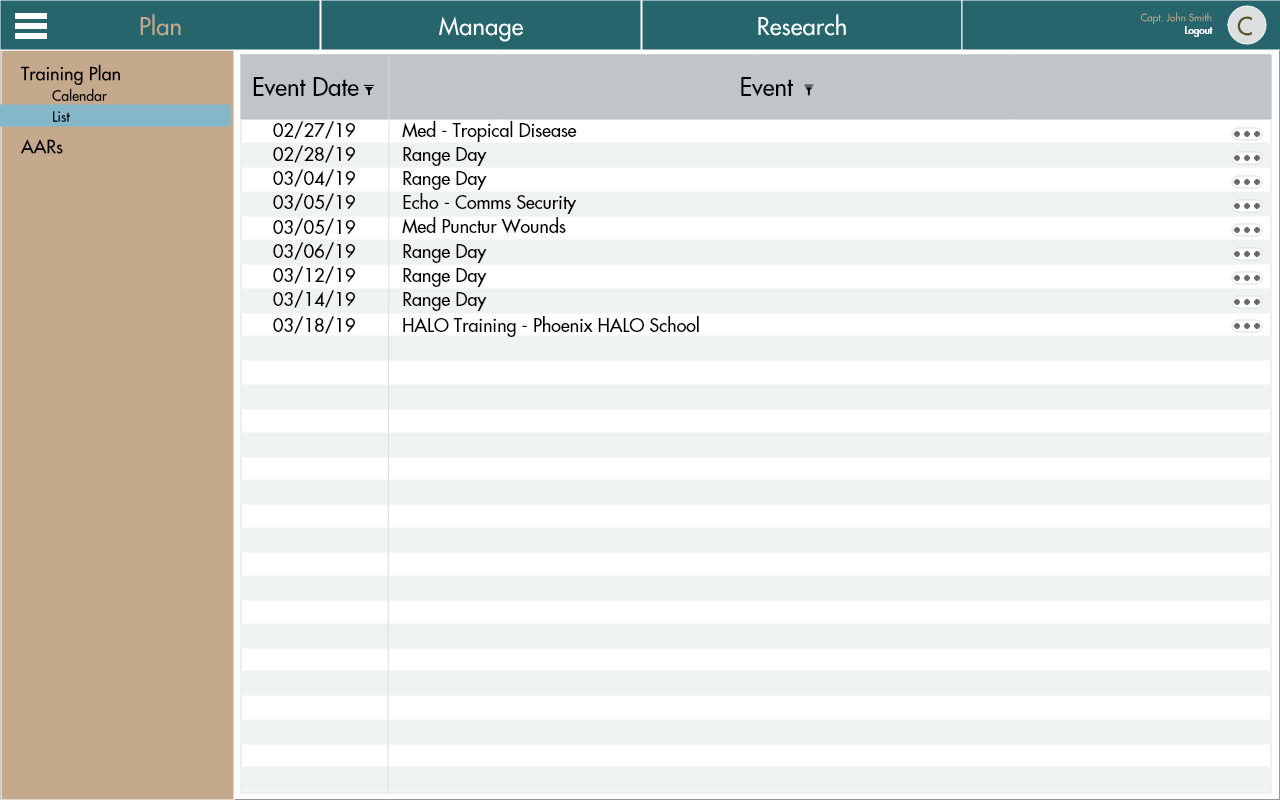 Plan
Manage
Research
Capt. John Smith
Logout
C
Training Plan
Calendar
List
AARs
Event Date
Event
02/27/19 Med - Tropical Disease
02/28/19 Range Day
03/04/19 Range Day
03/05/19 Echo - Comms Security
03/05/19 Med Punctur Wounds
03/06/19 Range Day
03/12/19 Range Day
03/14/19 Range Day
03/18/19 HALO Training - Phoenix HALO School